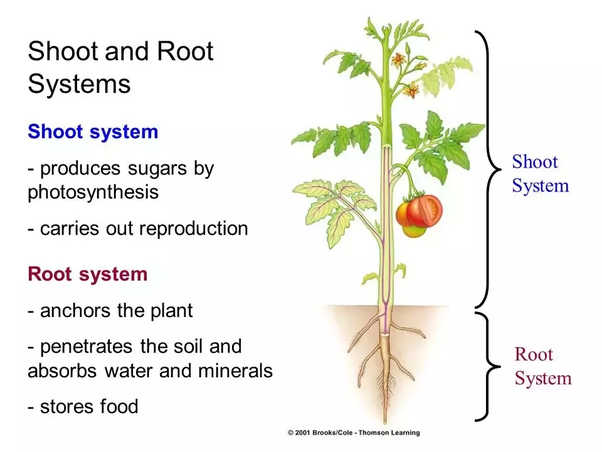 Shoot and Root
Systems
Shoot system
- produces sugars by
photosynthesis
- carries out reproduction
Root system
- anchors the plant
- penetrates the soil and
absorbs water and minerals
- stores food
Shoot
System
Root
System
© 2001 Brooks/Cole - Thomson Learning